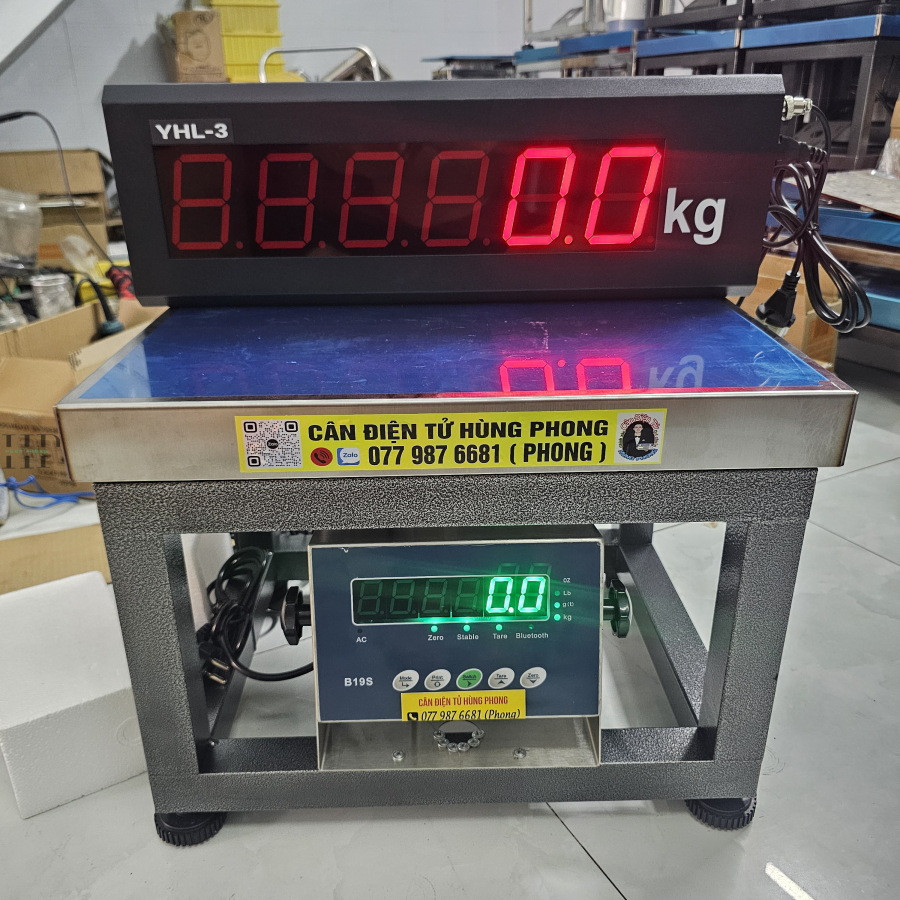 YHL-3
0.0 kg
CÂN ĐIỆN TỬ HÙNG PHONG
Zalo 077 987 6681 ( PHONG )
0.0
oz
Lb
kg
AC Zero Stable Tare Bluetooth
B19S
Mode Print Switch Tare Zero
CÂN ĐIỆN TỬ HÙNG PHONG
077 987 6681 (Phong)